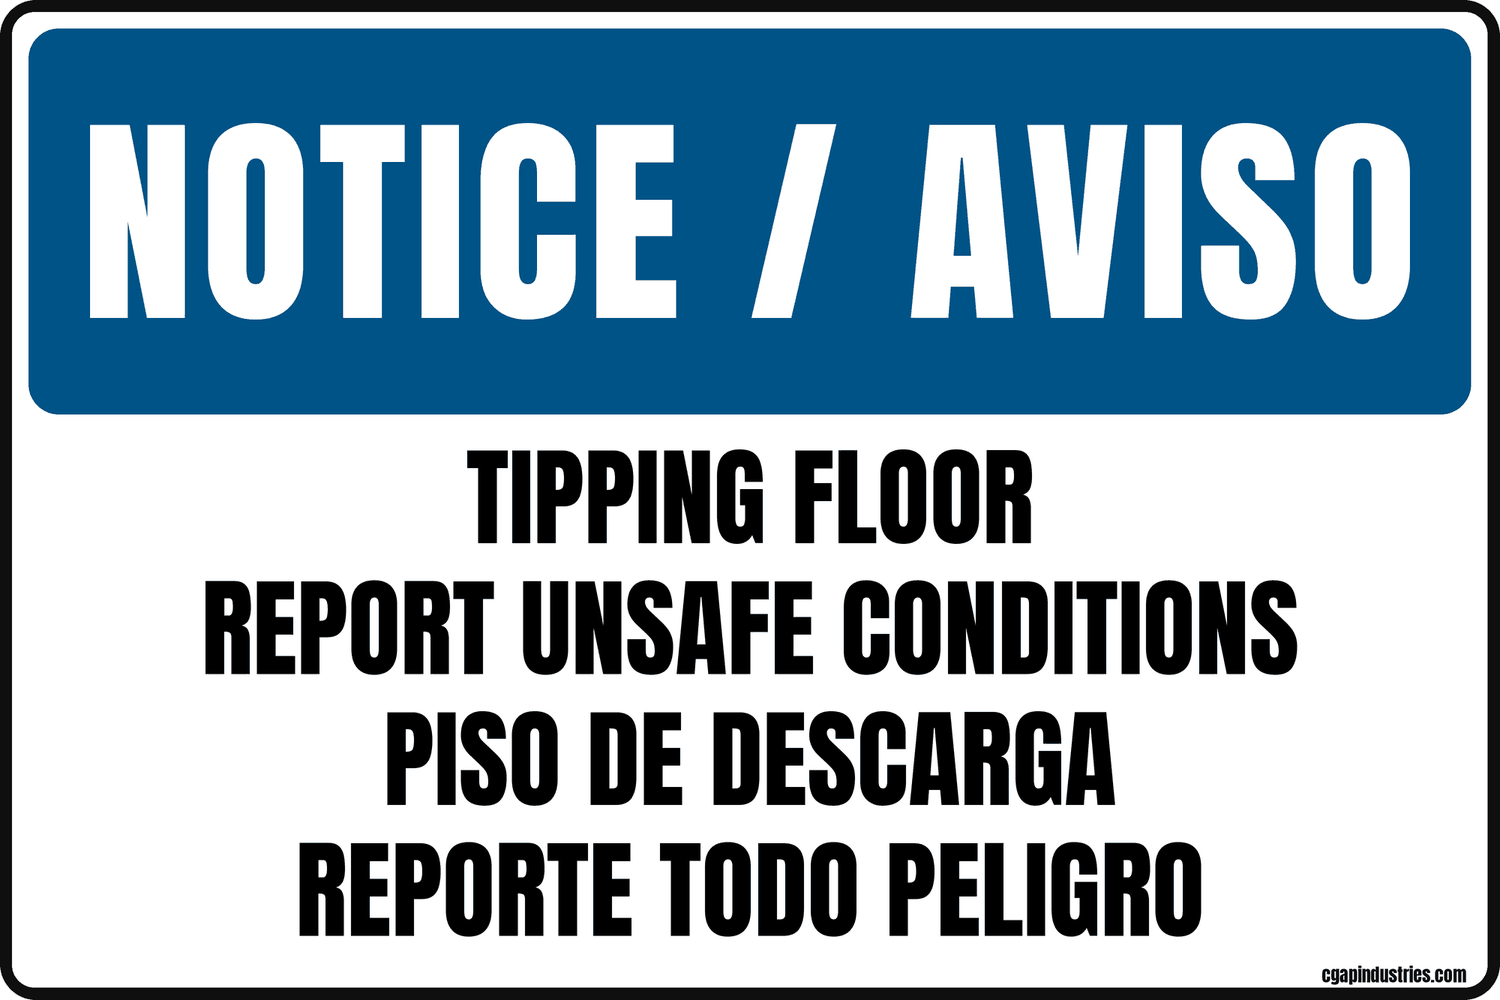 NOTICE / AVISO
TIPPING FLOOR
REPORT UNSAFE CONDITIONS
PISO DE DESCARGA
REPORTE TODO PELIGRO
cgapindustries.com